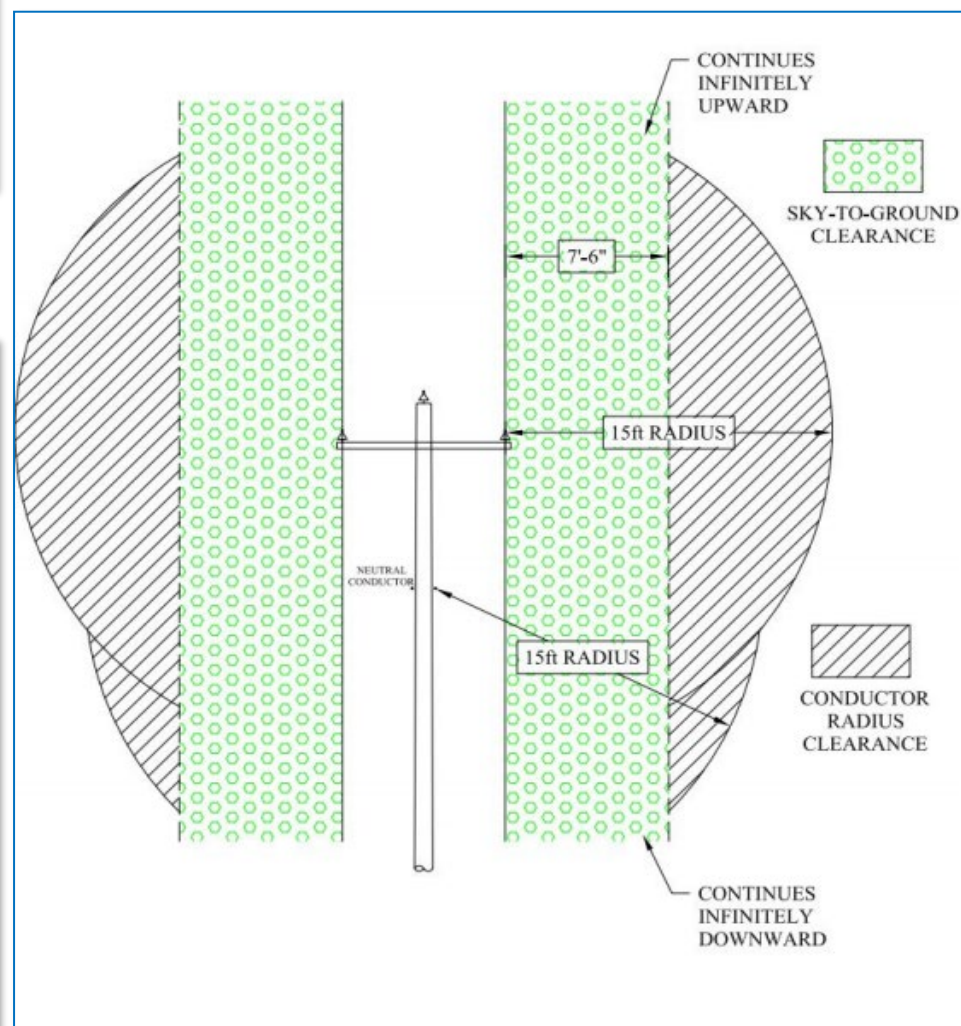 CONTINUES
INFINITELY
UPWARD
SKY-TO-GROUND
CLEARANCE
7'-6"
15ft RADIUS
NEUTRAL
CONDUCTOR
15ft RADIUS
CONDUCTOR
RADIUS
CLEARANCE
CONTINUES
INFINITELY
DOWNWARD